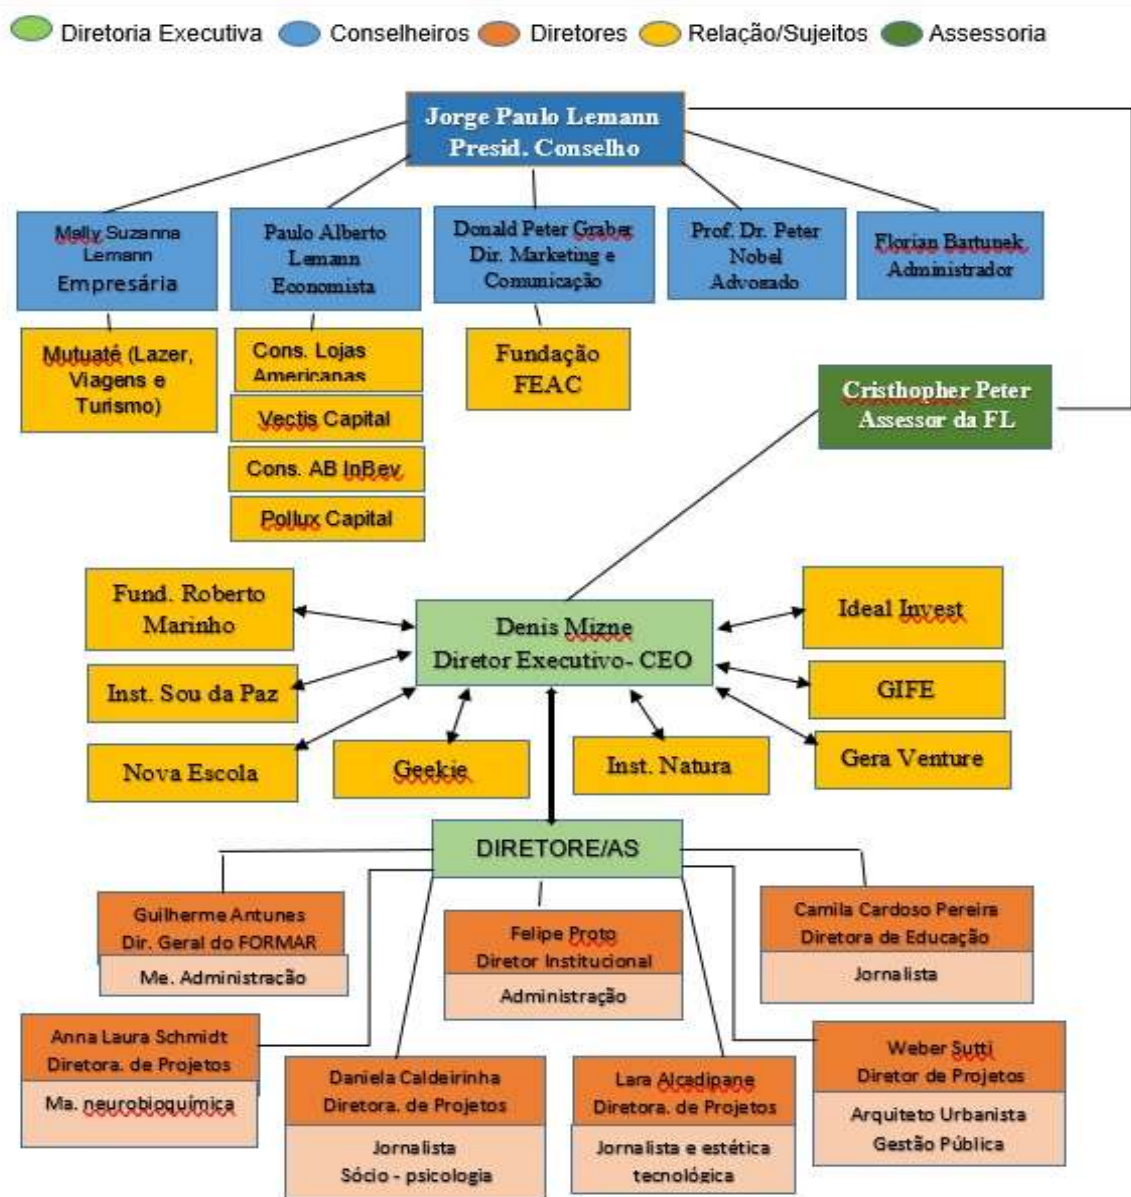 Diretoria Executiva Conselheiros Diretores Relação/Sujeitos Assessoria
Jorge Paulo Lemann
Presid. Conselho
Mally Suzanna
Lemann
Empresária
Paulo Alberto
Lemann
Economista
Donald Peter Graber
Dir. Marketing e
Comunicação
Prof. Dr. Peter
Nobel
Advogado
Florian Bartunek
Administrador
Mutuaté (Lazer,
Viagens e
Turismo)
Cons. Lojas
Americanas
Vectis Capital
Cons. AB InBev
Pollux Capital
Fundação
FEAC
Cristhopher Peter
Assessor da FL
Fund. Roberto
Marinho
Inst. Sou da Paz
Nova Escola
Denis Mizne
Diretor Executivo- CEO
Geekie
Inst. Natura
Ideal Invest
GIFE
Gera Venture
DIRETORE/AS
Guilherme Antunes
Dir. Geral do FORMAR
Me. Administração
Felipe Proto
Diretor Institucional
Administração
Camila Cardoso Pereira
Diretora de Educação
Jornalista
Anna Laura Schmidt
Diretora. de Projetos
Ma. neurobioquímica
Daniela Caldeirinha
Diretora. de Projetos
Jornalista
Sócio - psicologia
Lara Alcadipane
Diretora. de Projetos
Jornalista e estética
tecnológica
Weber Sutti
Diretor de Projetos
Arquiteto Urbanista
Gestão Pública